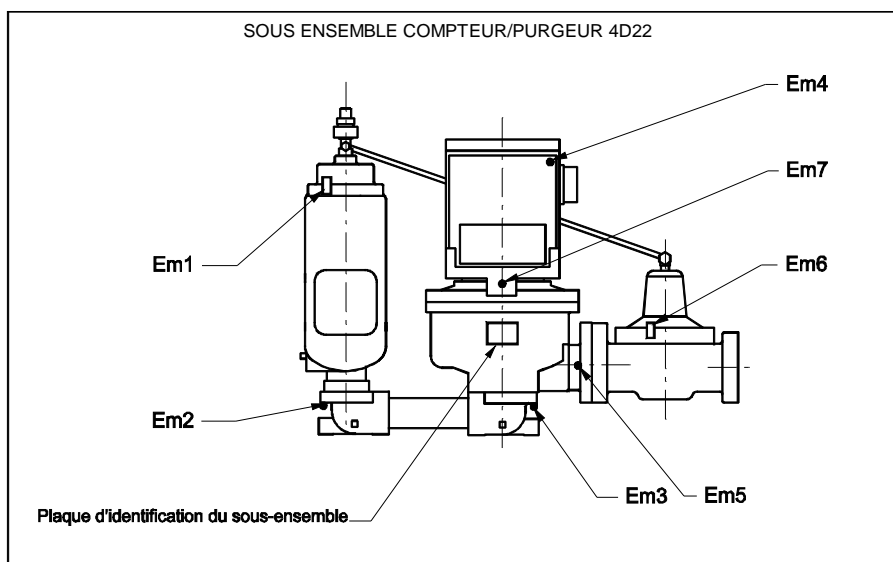 SOUS ENSEMBLE COMPTEUR/PURGEUR 4D22
Em4
Em7
Em1
Em6
Em2
Em3
Em5
Plaque d'identification du sous-ensemble